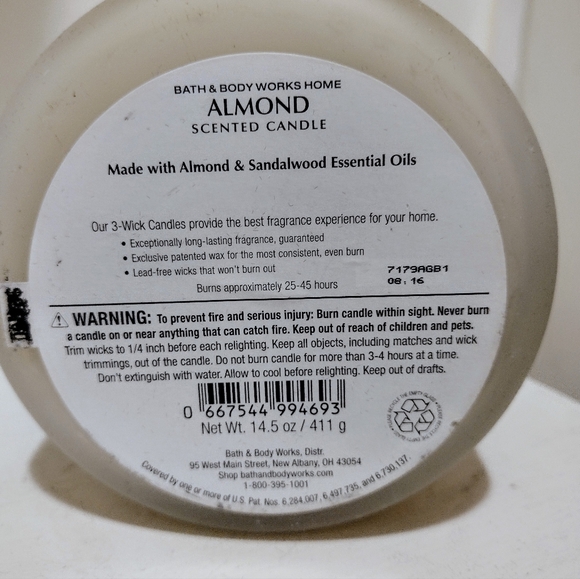 BATH & BODY WORKS HOME
ALMOND
SCENTED CANDLE
Made with Almond & Sandalwood Essential Oils
Our 3-Wick Candles provide the best fragrance experience for your home.
• Exceptionally long-lasting fragrance, guaranteed
• Exclusive patented wax for the most consistent, even burn
• Lead-free wicks that won't burn out
Burns approximately 25-45 hours
7179AGB1
08, 16
⚠ WARNING: To prevent fire and serious injury: Burn candle within sight. Never burn
a candle on or near anything that can catch fire. Keep out of reach of children and pets.
Trim wicks to 1/4 inch before each relighting. Keep all objects, including matches and wick
trimmings, out of the candle. Do not burn candle for more than 3-4 hours at a time.
Don't extinguish with water. Allow to cool before relighting. Keep out of drafts.
0 667544 994693
Net Wt. 14.5 oz / 411 g
Bath & Body Works, Distr.
95 West Main Street, New Albany, OH 43054
Shop bathandbodyworks.com
1-800-395-1001
Covered by one or more of U.S. Pat. Nos. 6,284,007, 6,497,735, and 6,730,137.
PLEASE RECYCLE THE EMPTY GLASS